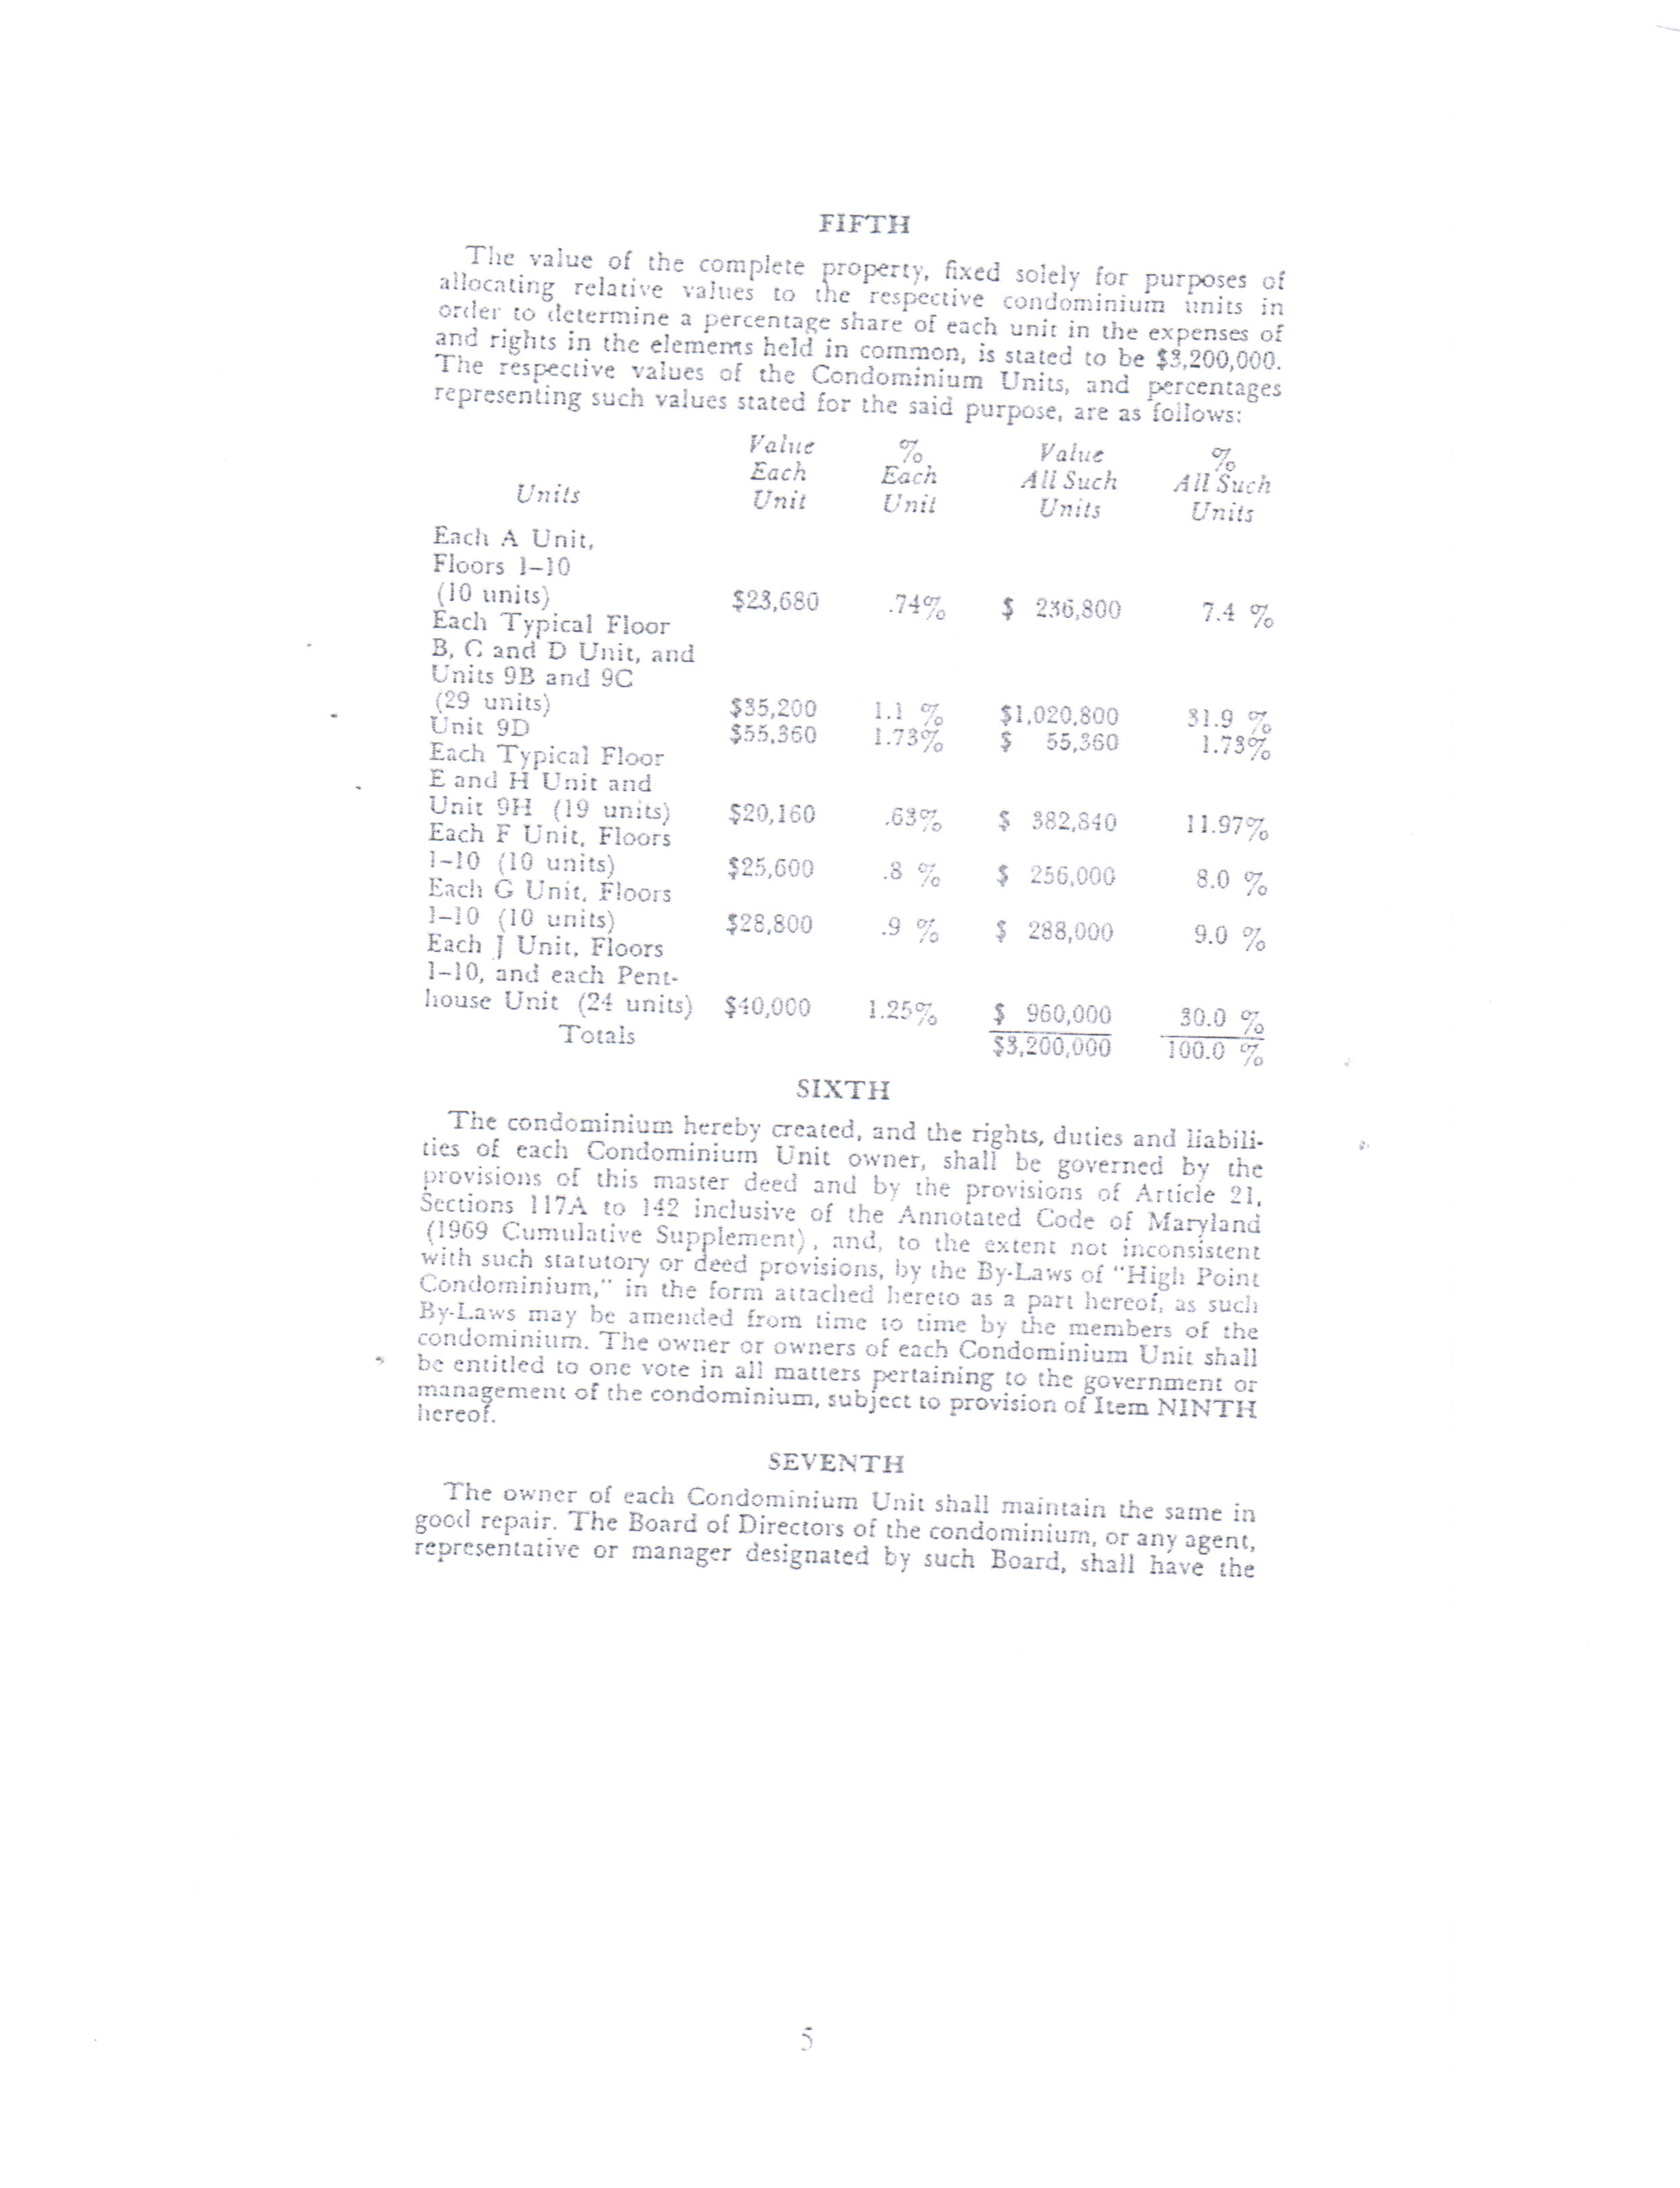 FIFTH
The value of the complete property, fixed solely for purposes of
allocating relative values to the respective condominium units in
order to determine a percentage share of each unit in the expenses of
and rights in the elements held in common, is stated to be $3,200,000.
The respective values of the Condominium Units, and percentages
representing such values stated for the said purpose, are as follows:
Value % Value %
Each Each All Such All Such
Units Unit Unit Units Units
Each A Unit,
Floors 1–10
(10 units) $23,680 .74% $ 236,800 7.4 %
Each Typical Floor
B, C and D Unit, and
Units 9B and 9C
(29 units) $35,200 1.1 % $1,020,800 31.9 %
Unit 9D $55,360 1.73% $ 55,360 1.73%
Each Typical Floor
E and H Unit and
Unit 9H (19 units) $20,160 .63% $ 382,840 11.97%
Each F Unit, Floors
1–10 (10 units) $25,600 .8 % $ 256,000 8.0 %
Each G Unit, Floors
1–10 (10 units) $28,800 .9 % $ 288,000 9.0 %
Each J Unit, Floors
1–10, and each Pent-
house Unit (24 units) $40,000 1.25% $ 960,000 30.0 %
Totals $3,200,000 100.0 %
SIXTH
The condominium hereby created, and the rights, duties and liabili-
ties of each Condominium Unit owner, shall be governed by the
provisions of this master deed and by the provisions of Article 21,
Sections 117A to 142 inclusive of the Annotated Code of Maryland
(1969 Cumulative Supplement), and, to the extent not inconsistent
with such statutory or deed provisions, by the By-Laws of "High Point
Condominium," in the form attached hereto as a part hereof, as such
By-Laws may be amended from time to time by the members of the
condominium. The owner or owners of each Condominium Unit shall
be entitled to one vote in all matters pertaining to the government or
management of the condominium, subject to provision of Item NINTH
hereof.
SEVENTH
The owner of each Condominium Unit shall maintain the same in
good repair. The Board of Directors of the condominium, or any agent,
representative or manager designated by such Board, shall have the
5